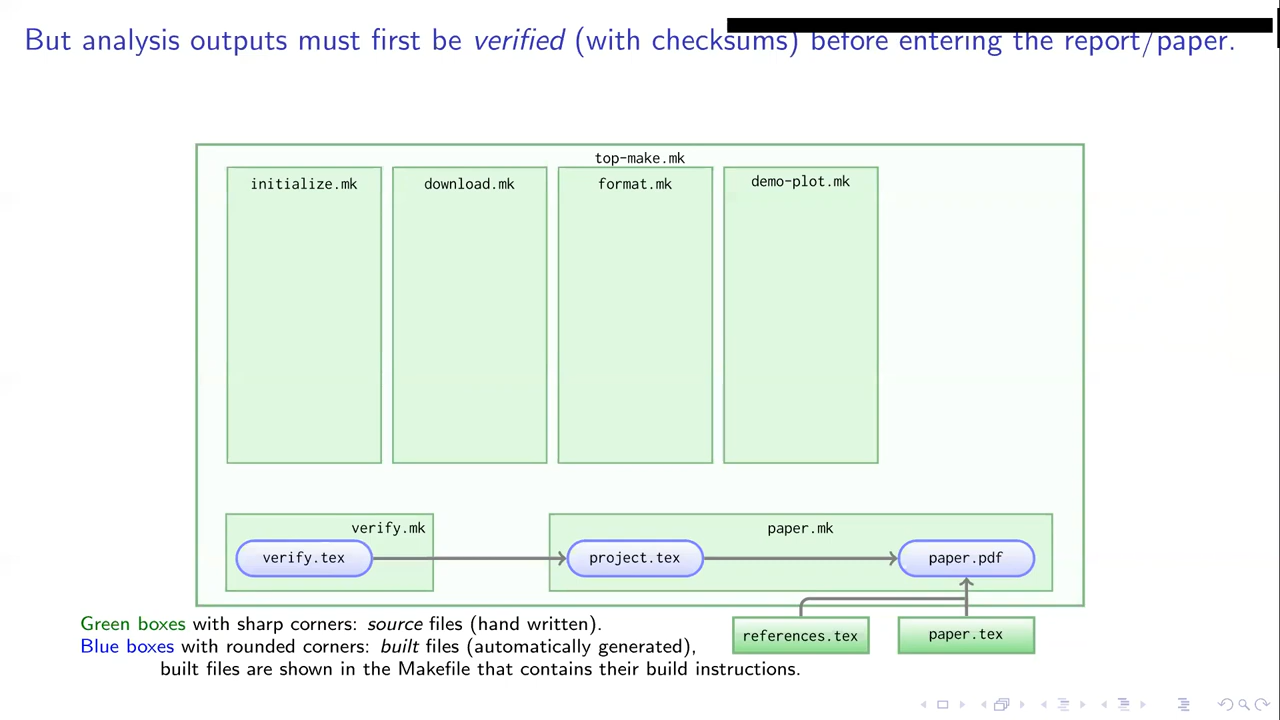 But analysis outputs must first be verified (with checksums) before entering the report/paper.
top-make.mk
initialize.mk
download.mk
format.mk
demo-plot.mk
verify.mk
paper.mk
verify.tex
project.tex
paper.pdf
references.tex
paper.tex
Green boxes with sharp corners: source files (hand written).
Blue boxes with rounded corners: built files (automatically generated),
built files are shown in the Makefile that contains their build instructions.